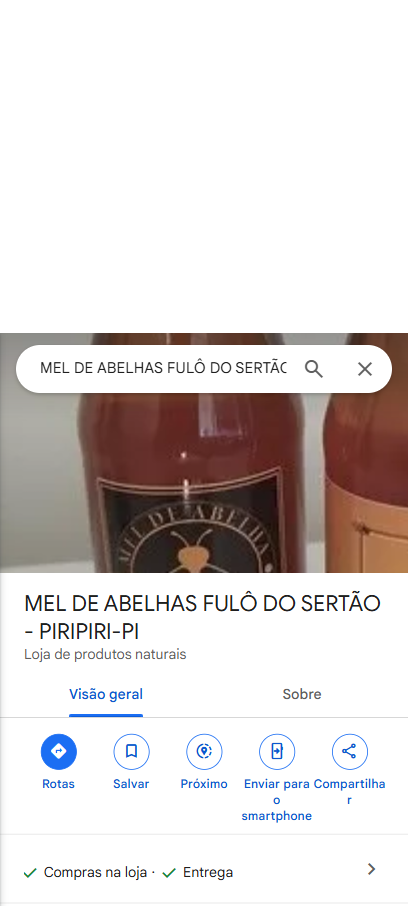 MEL DE ABELHAS FULÔ DO SERTÃO
MEL DE ABELHA
MEL DE ABELHAS FULÔ DO SERTÃO
- PIRIPIRI-PI
Loja de produtos naturais
Visão geral
Sobre
Rotas
Salvar
Próximo
Enviar para
o
smartphone
Compartilha
r
Compras na loja · Entrega